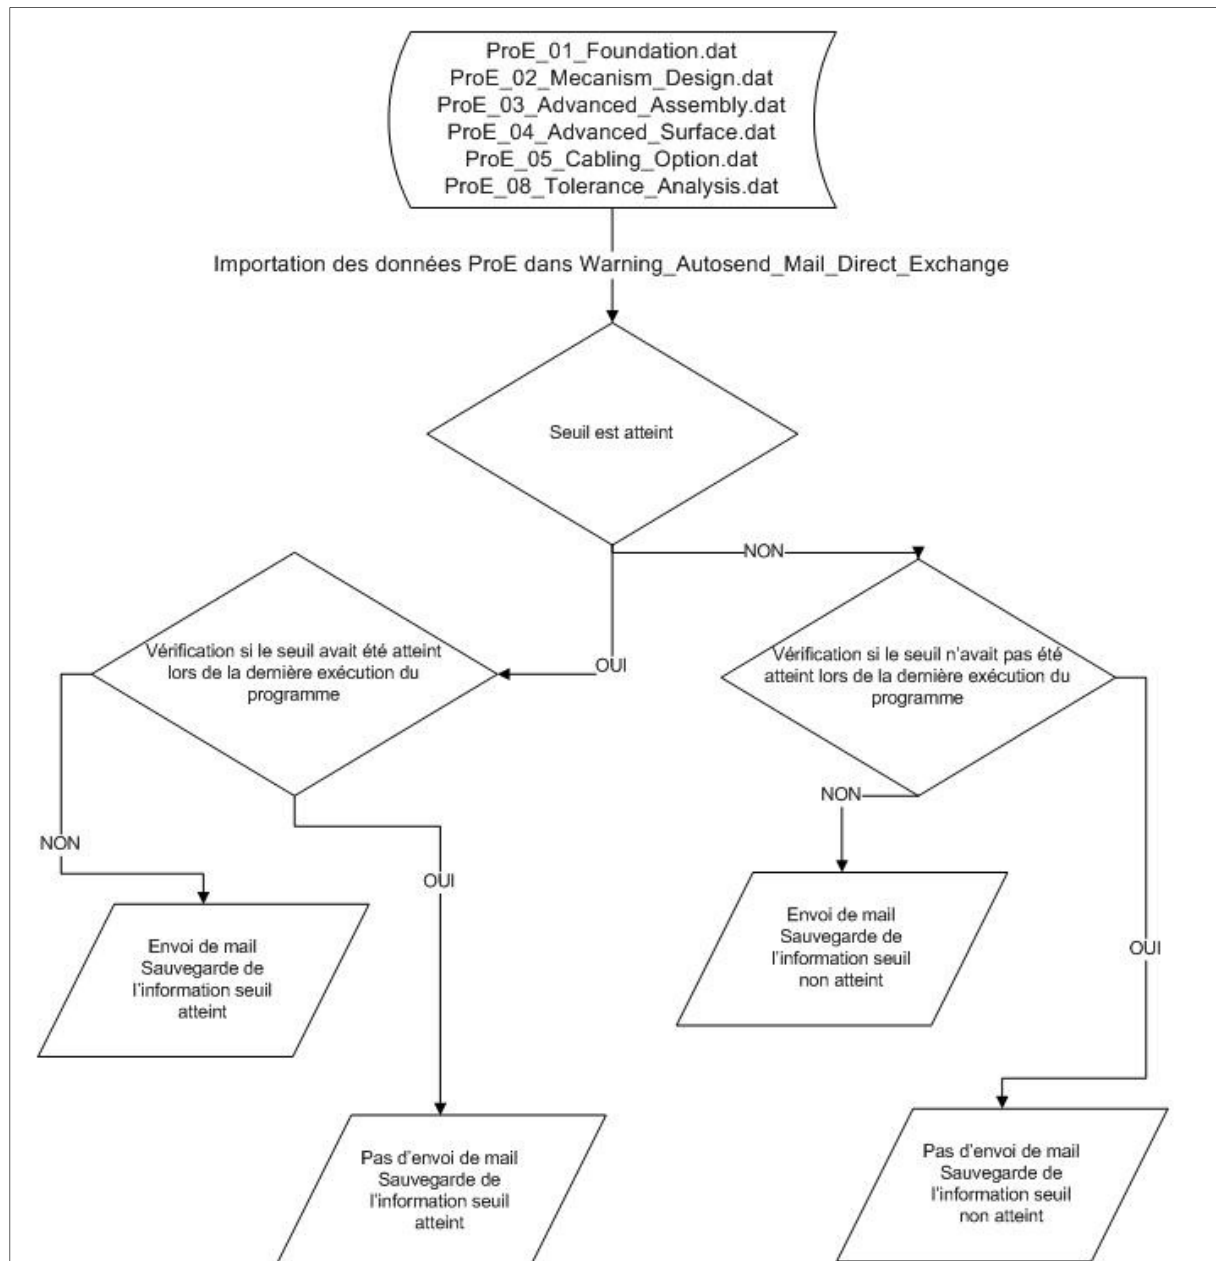 ProE_01_Foundation.dat
ProE_02_Mecanism_Design.dat
ProE_03_Advanced_Assembly.dat
ProE_04_Advanced_Surface.dat
ProE_05_Cabling_Option.dat
ProE_08_Tolerance_Analysis.dat
Importation des données ProE dans Warning_Autosend_Mail_Direct_Exchange
Seuil est atteint
NON
OUI
Vérification si le seuil avait été atteint
lors de la dernière exécution du
programme
Vérification si le seuil n'avait pas été
atteint lors de la dernière exécution du
programme
NON
OUI
NON
OUI
Envoi de mail
Sauvegarde de
l'information seuil
atteint
Envoi de mail
Sauvegarde de
l'information seuil
non atteint
Pas d'envoi de mail
Sauvegarde de
l'information seuil
atteint
Pas d'envoi de mail
Sauvegarde de
l'information seuil
non atteint